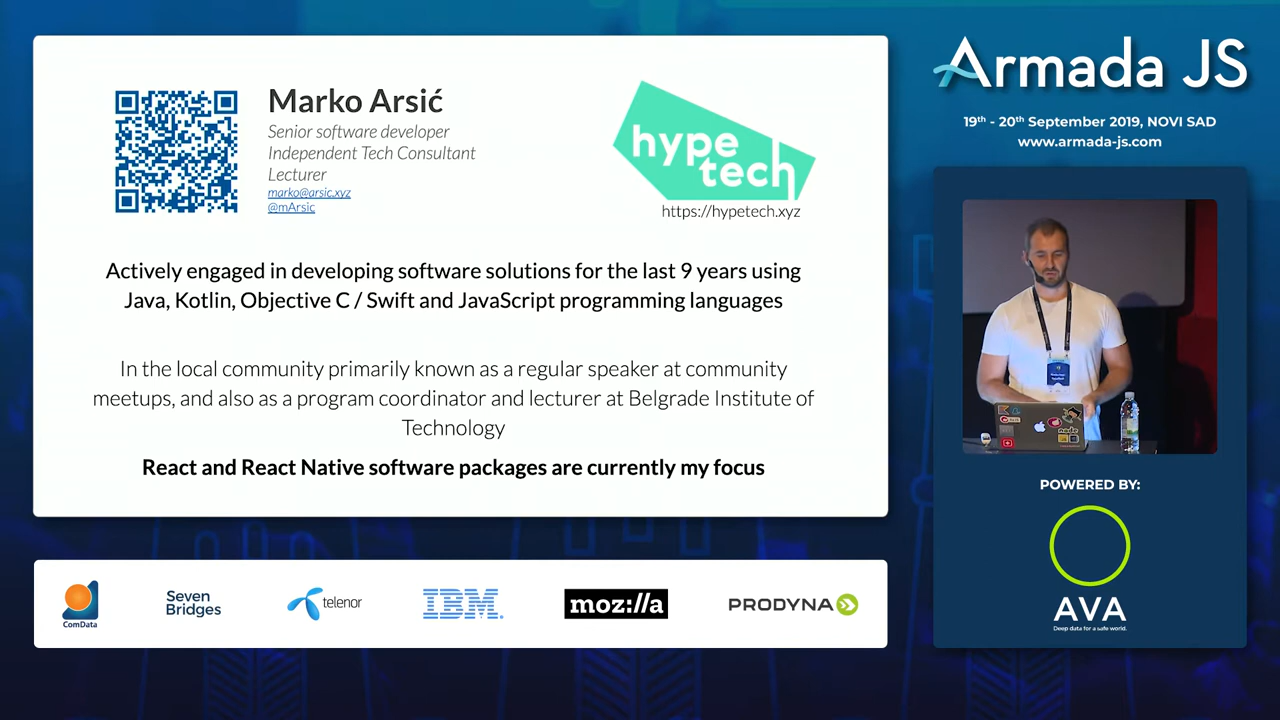 Marko Arsić
Senior software developer
Independent Tech Consultant
Lecturer
marko@arsic.xyz
@mArsic
hype
tech
https://hypetech.xyz
Actively engaged in developing software solutions for the last 9 years using
Java, Kotlin, Objective C / Swift and JavaScript programming languages
In the local community primarily known as a regular speaker at community
meetups, and also as a program coordinator and lecturer at Belgrade Institute of
Technology
React and React Native software packages are currently my focus
ComData
Seven
Bridges
telenor
IBM
moz://a
PRODYNA
Armada JS
19th - 20th September 2019, NOVI SAD
www.armada-js.com
node
POWERED BY:
AVA
Deep data for a safe world.